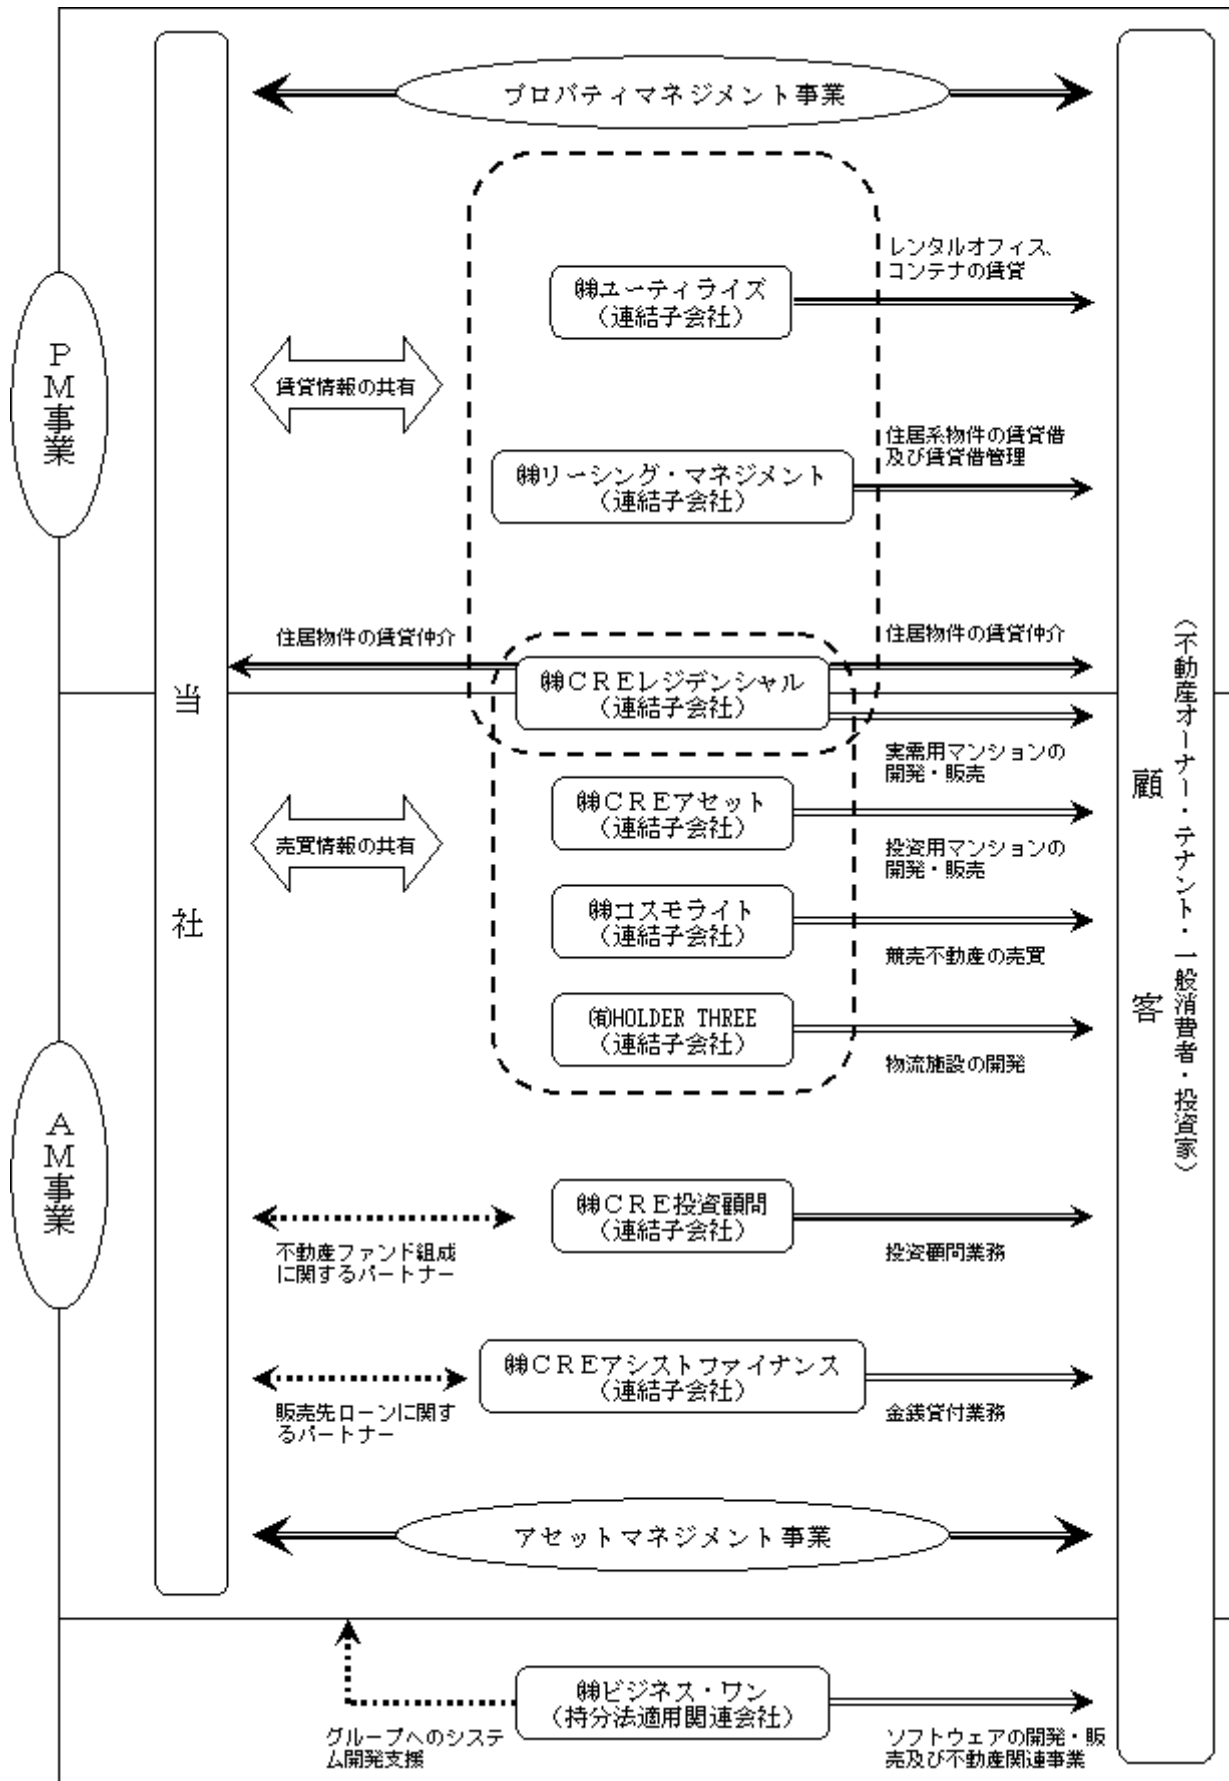 プロパティマネジメント事業
レンタルオフィス、
コンテナの賃貸
㈱ユーティライズ
（連結子会社）
PM事業
賃貸情報の共有
住居系物件の賃貸借
及び賃貸借管理
㈱リーシング・マネジメント
（連結子会社）
住居物件の賃貸仲介
住居物件の賃貸仲介
㈱ＣＲＥレジデンシャル
（連結子会社）
当社
顧客
（不動産オーナー・テナント・一般消費者・投資家）
実需用マンションの
開発・販売
㈱ＣＲＥアセット
（連結子会社）
売買情報の共有
投資用マンションの
開発・販売
㈱コスモライト
（連結子会社）
競売不動産の売買
㈲HOLDER THREE
（連結子会社）
物流施設の開発
AM事業
㈱ＣＲＥ投資顧問
（連結子会社）
不動産ファンド組成
に関するパートナー
投資顧問業務
㈱ＣＲＥアシストファイナンス
（連結子会社）
販売先ローンに関す
るパートナー
金銭貸付業務
アセットマネジメント事業
㈱ビジネス・ワン
（持分法適用関連会社）
グループへのシステ
ム開発支援
ソフトウェアの開発・販
売及び不動産関連事業